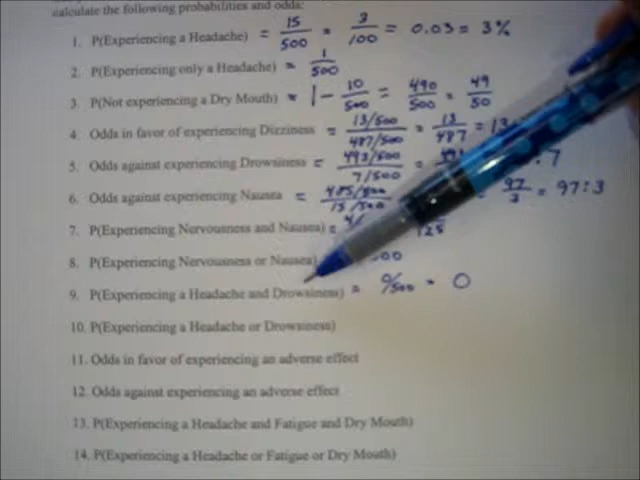 calculate the following probabilities and odds:
1. P(Experiencing a Headache) = 15/500 = 3/100 = 0.03 = 3%
2. P(Experiencing only a Headache) = 1/500
3. P(Not experiencing a Dry Mouth) = 1 - 10/500 = 490/500 = 49/50
4. Odds in favor of experiencing Dizziness = 13/500 / 487/500 = 13/487 = 13
5. Odds against experiencing Drowsiness = 493/500 / 7/500 = 7
6. Odds against experiencing Nausea = 485/500 / 15/500 = 97/3 = 97:3
7. P(Experiencing Nervousness and Nausea) = 4/ 125
8. P(Experiencing Nervousness or Nausea) 00
9. P(Experiencing a Headache and Drowsiness) = 0/500 = 0
10. P(Experiencing a Headache or Drowsiness)
11. Odds in favor of experiencing an adverse effect
12. Odds against experiencing an adverse effect
13. P(Experiencing a Headache and Fatigue and Dry Mouth)
14. P(Experiencing a Headache or Fatigue or Dry Mouth)